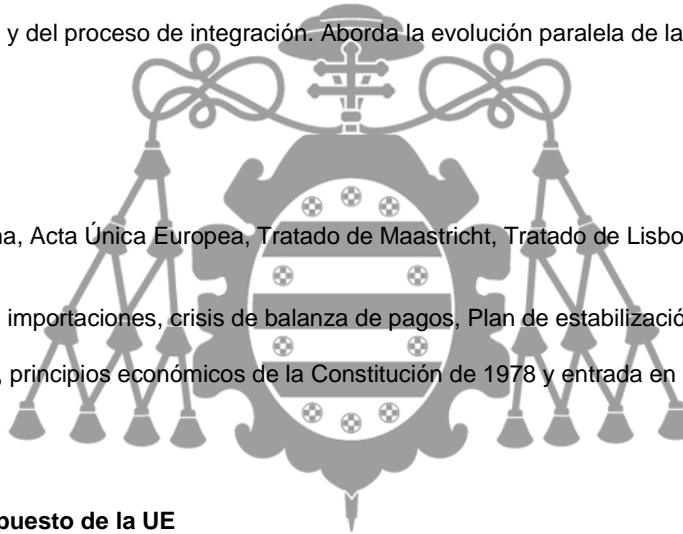 y del proceso de integración. Aborda la evolución paralela de la
na, Acta Única Europea, Tratado de Maastricht, Tratado de Lisbo
importaciones, crisis de balanza de pagos, Plan de estabilizació
, principios económicos de la Constitución de 1978 y entrada en
puesto de la UE